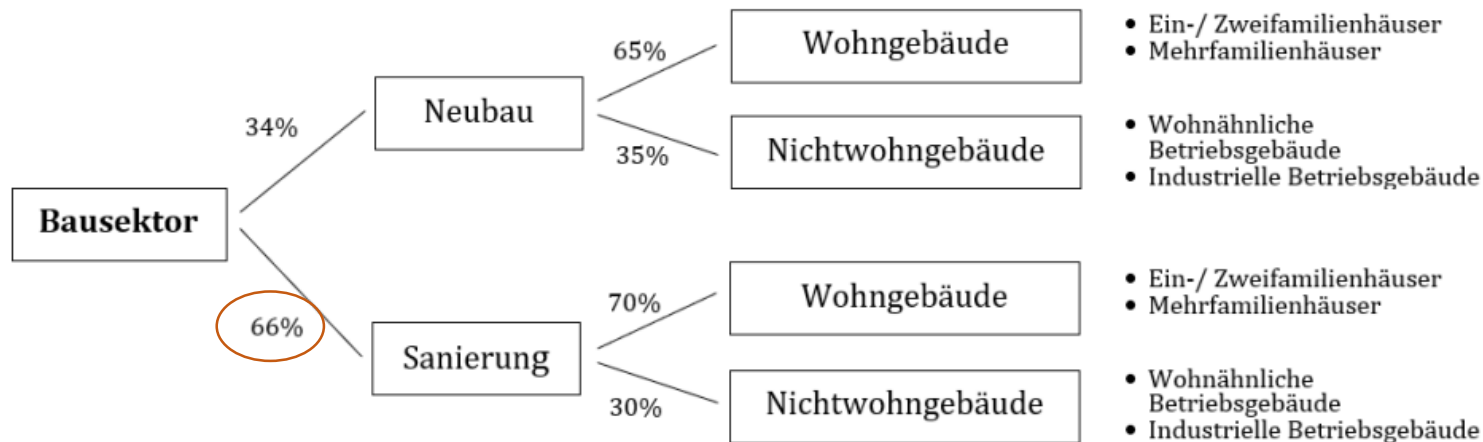 Bausektor
34%
66%
Neubau
65%
35%
Wohngebäude
• Ein-/ Zweifamilienhäuser
• Mehrfamilienhäuser
Nichtwohngebäude
• Wohnähnliche
Betriebsgebäude
• Industrielle Betriebsgebäude
Sanierung
70%
30%
Wohngebäude
• Ein-/ Zweifamilienhäuser
• Mehrfamilienhäuser
Nichtwohngebäude
• Wohnähnliche
Betriebsgebäude
• Industrielle Betriebsgebäude